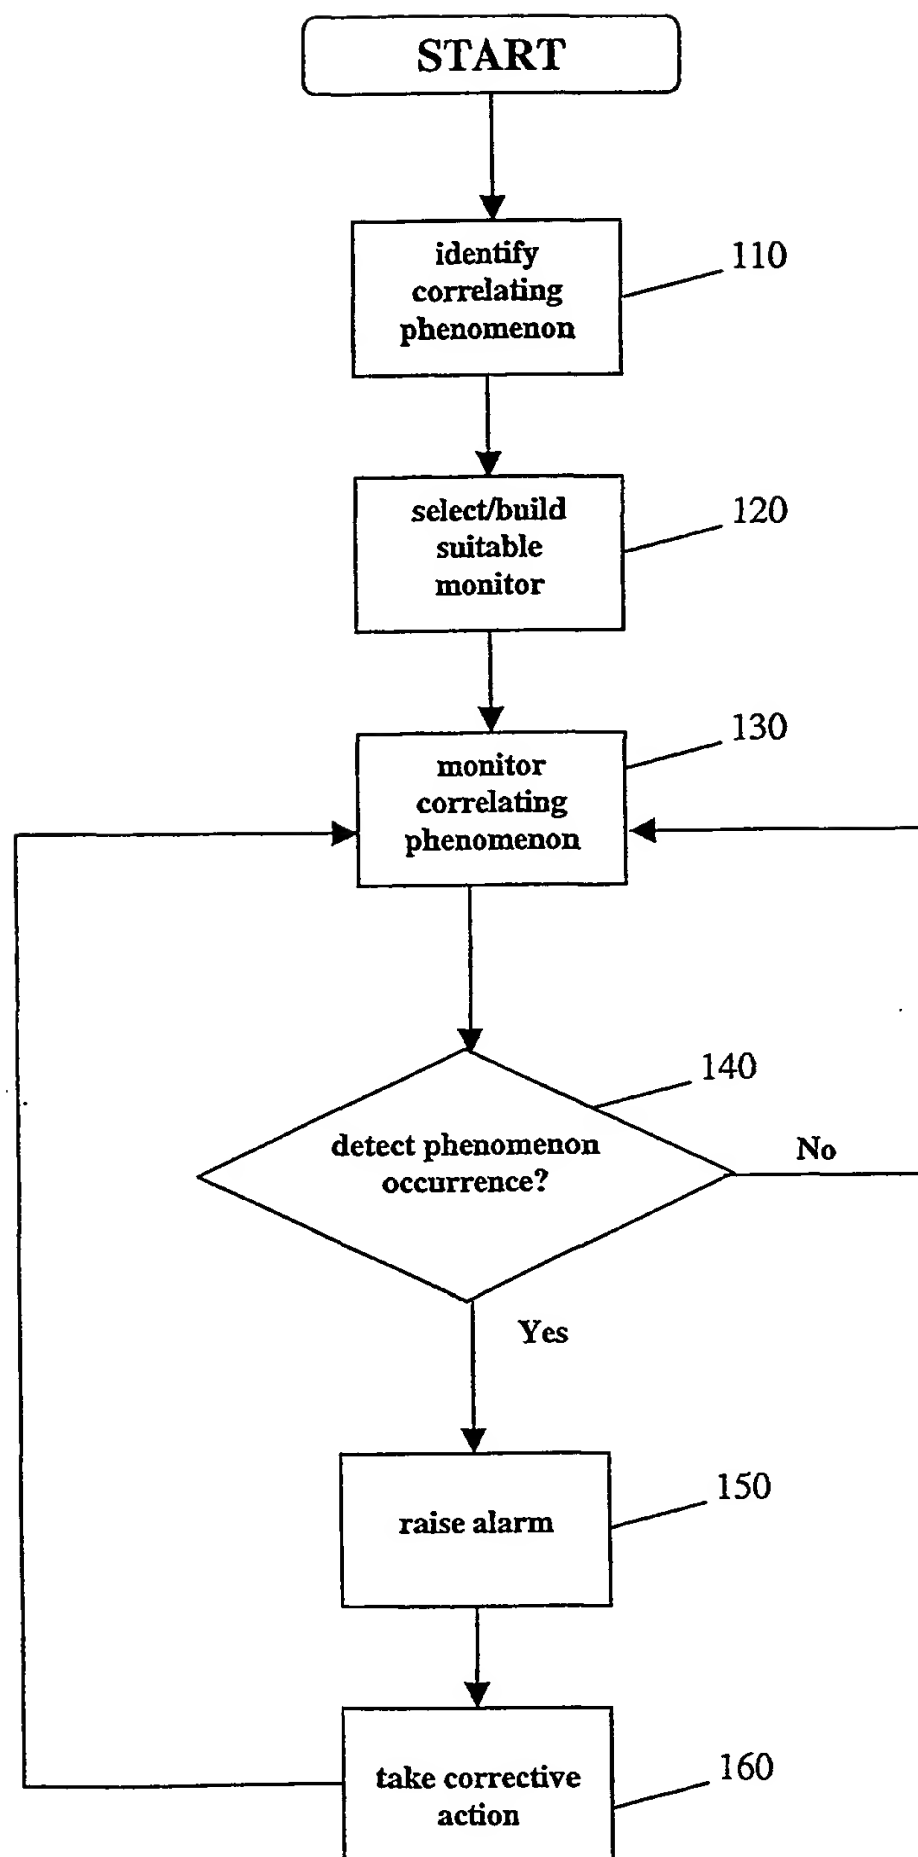 START
identify
correlating
phenomenon
110
select/build
suitable
monitor
120
130
monitor
correlating
phenomenon
140
detect phenomenon
occurrence?
No
Yes
150
raise alarm
160
take corrective
action